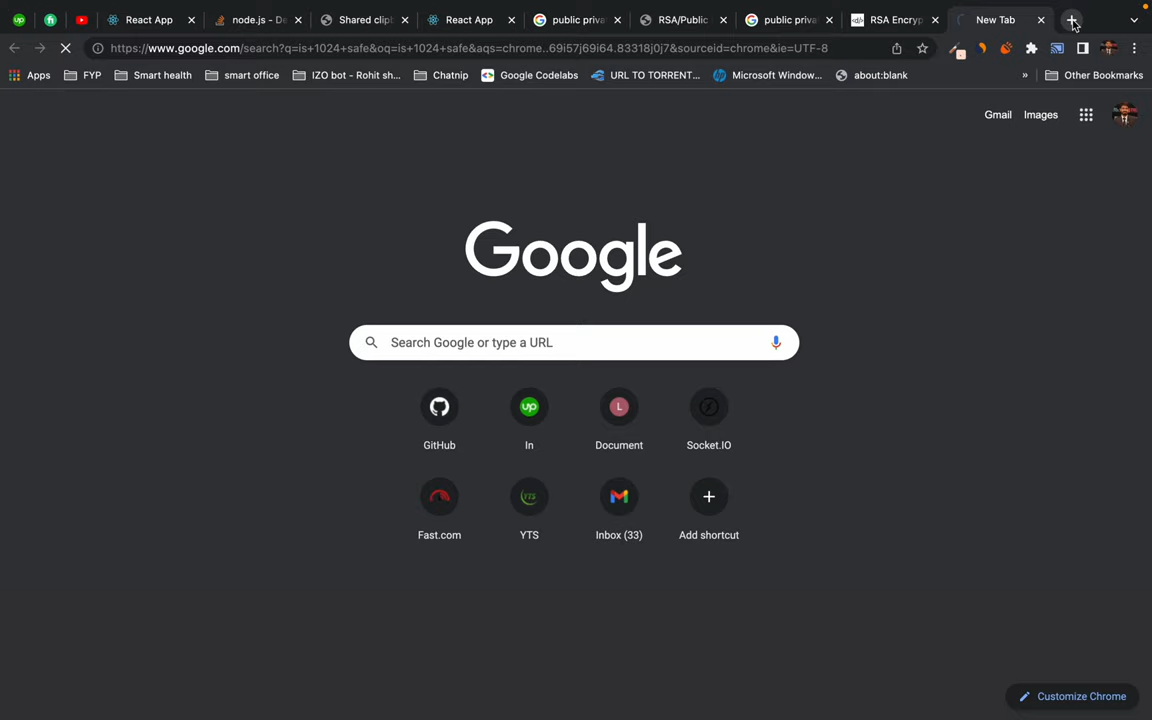 React App
node.js - De
Shared clipb
React App
public priva
RSA/Public
public priva
RSA Encryp
New Tab
https://www.google.com/search?q=is+1024+safe&oq=is+1024+safe&aqs=chrome..69i57j69i64.83318j0j7&sourceid=chrome&ie=UTF-8
Apps
FYP
Smart health
smart office
IZO bot - Rohit sh...
Chatnip
Google Codelabs
URL TO TORRENT...
Microsoft Window...
about:blank
»
Other Bookmarks
Gmail
Images
Google
Search Google or type a URL
up
L
GitHub
In
Document
Socket.IO
YTS
Fast.com
YTS
Inbox (33)
Add shortcut
Customize Chrome